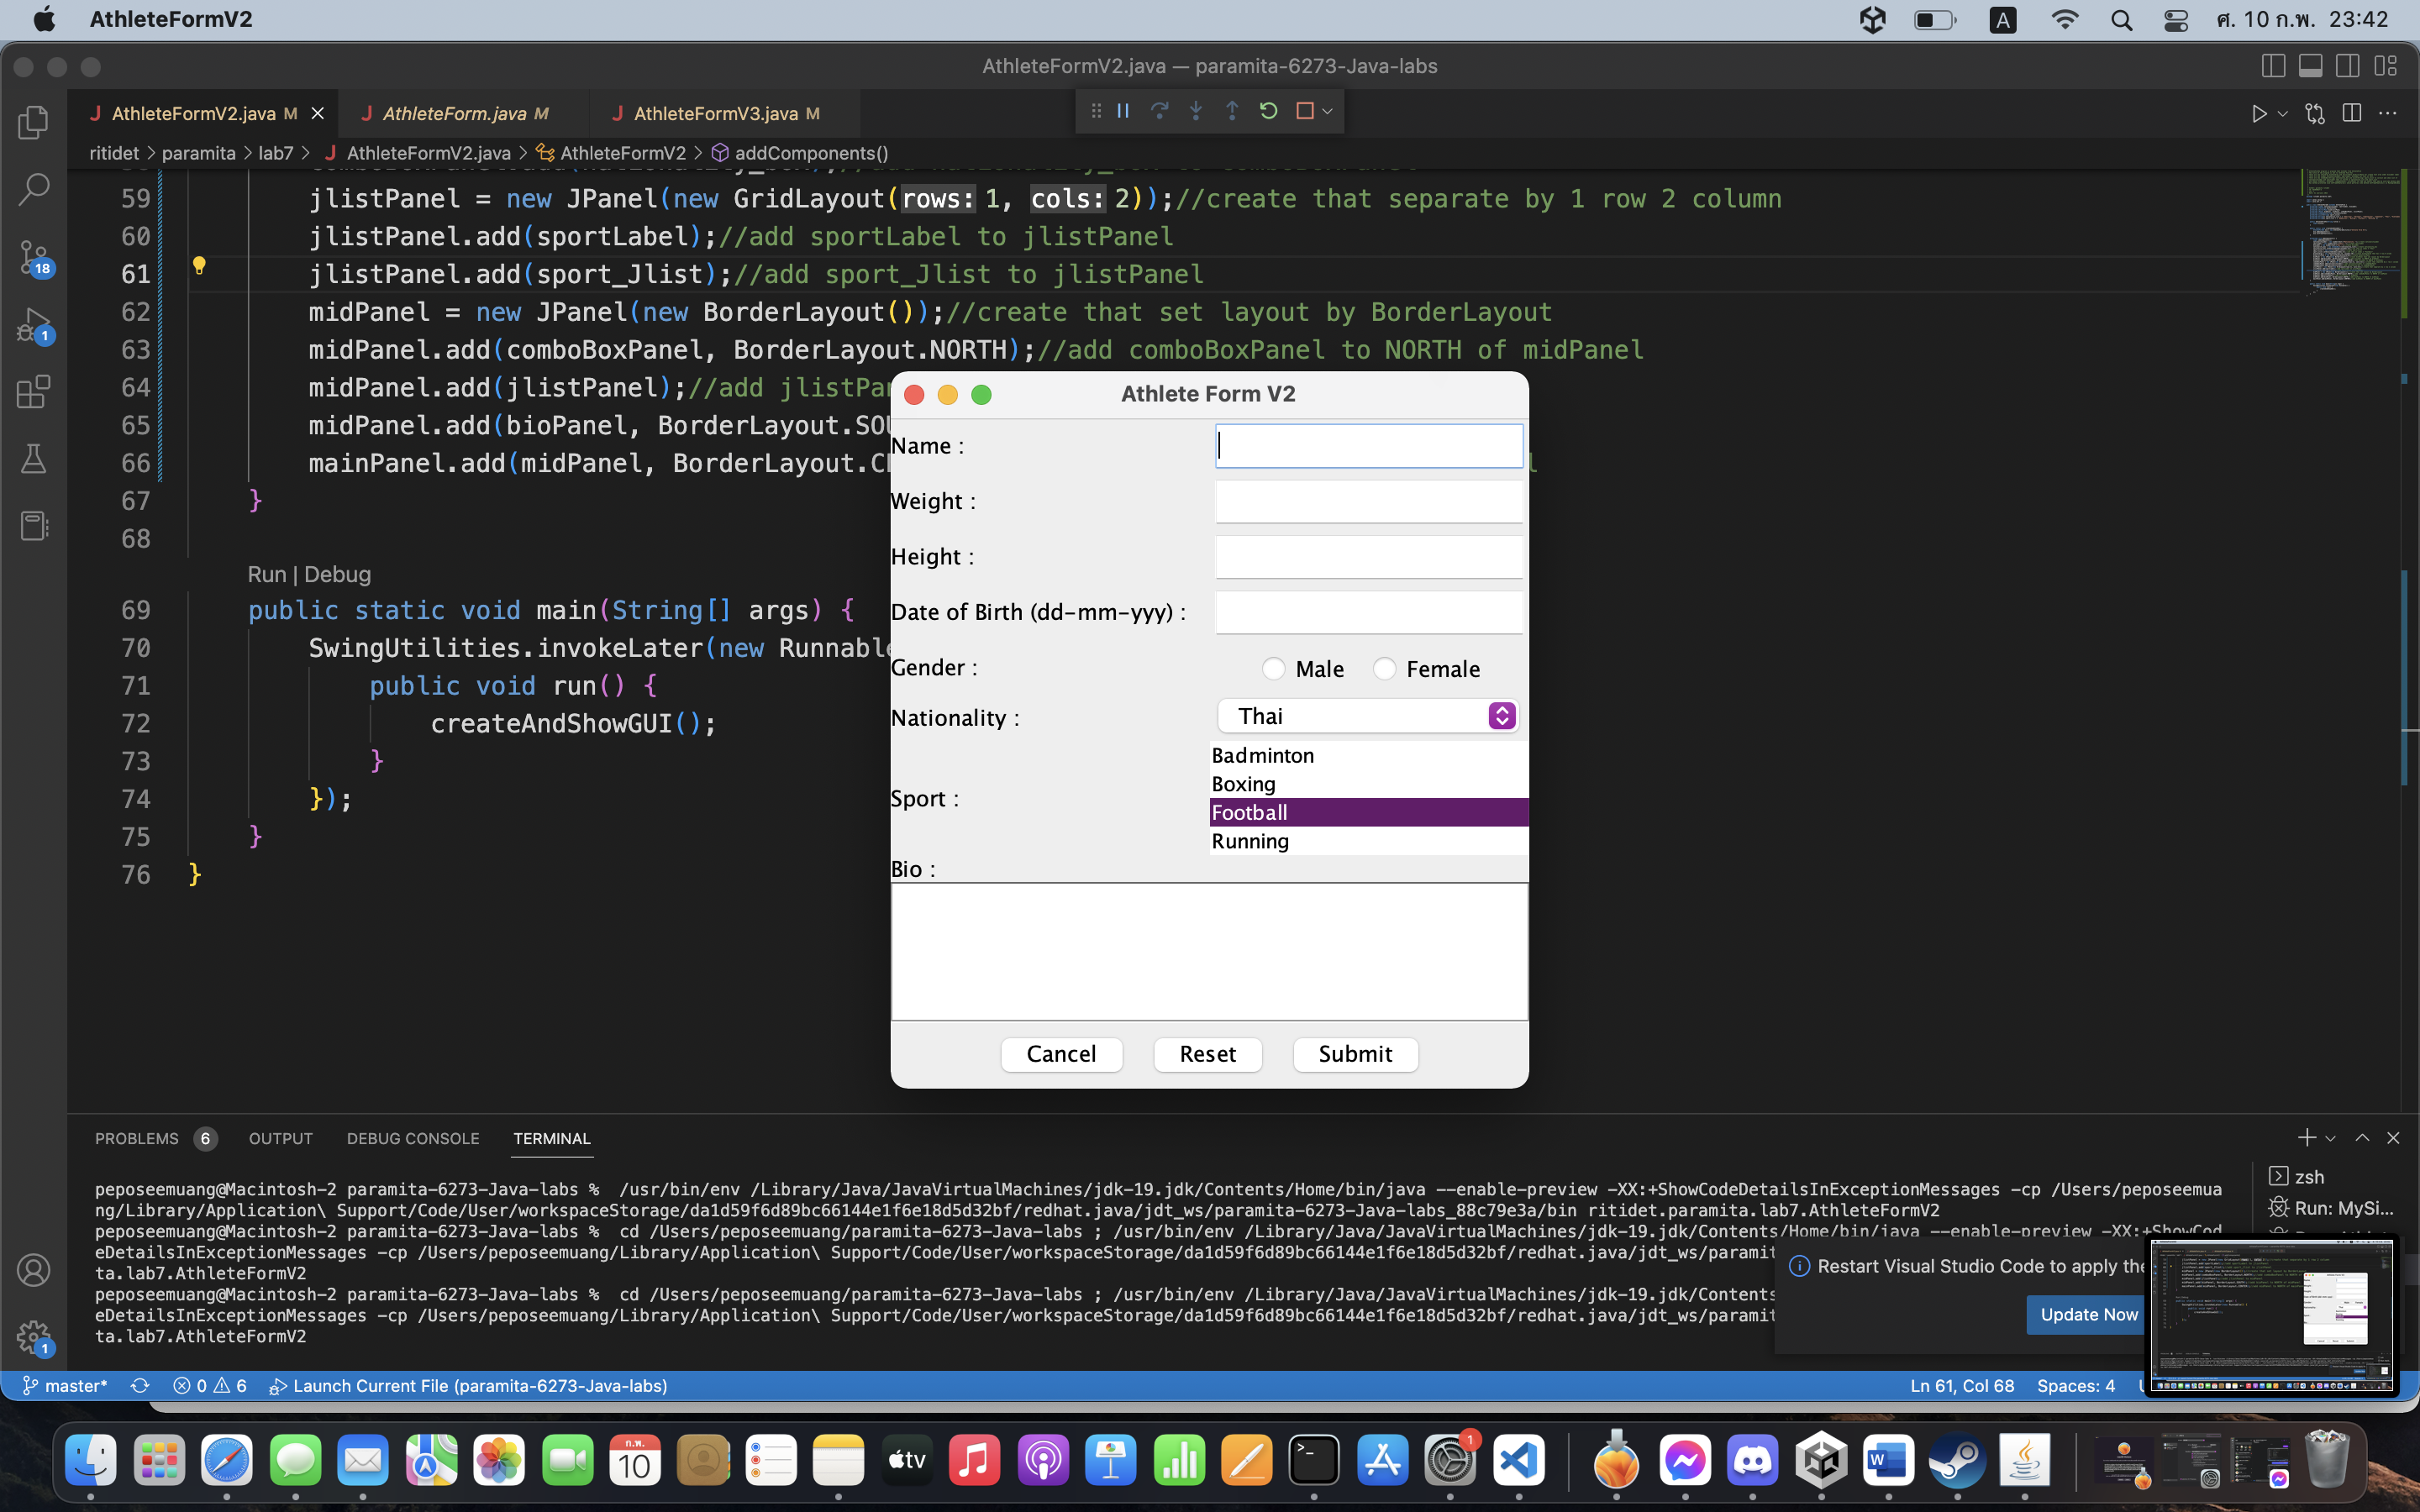 AthleteFormV2
A
ศ. 10 ก.พ. 23:42
AthleteFormV2.java — paramita-6273-Java-labs
J AthleteFormV2.java M
J AthleteForm.java M
J AthleteFormV3.java M
ritidet > paramita > lab7 > J AthleteFormV2.java > AthleteFormV2 > addComponents()
59 jlistPanel = new JPanel(new GridLayout(rows: 1, cols: 2));//create that separate by 1 row 2 column
60 jlistPanel.add(sportLabel);//add sportLabel to jlistPanel
61 jlistPanel.add(sport_Jlist);//add sport_Jlist to jlistPanel
62 midPanel = new JPanel(new BorderLayout());//create that set layout by BorderLayout
63 midPanel.add(comboBoxPanel, BorderLayout.NORTH);//add comboBoxPanel to NORTH of midPanel
64 midPanel.add(jlistPanel);//add
65 midPanel.add(bioPanel,
66 mainPanel.add(midPanel,
67 }
68
Run | Debug
69 public static void main(String[] args) {
70 SwingUtilities.invokeLater(new
71 public void run() {
72 createAndShowGUI();
73 }
74 });
75 }
76 }
18
1
1
Athlete Form V2
Name :
Weight :
Height :
Date of Birth (dd-mm-yyy) :
Gender : Male Female
Nationality : Thai
Badminton
Boxing
Sport :
Football
Running
Bio :
Cancel Reset Submit
PROBLEMS 6 OUTPUT DEBUG CONSOLE TERMINAL
peposeemuang@Macintosh-2 paramita-6273-Java-labs % /usr/bin/env /Library/Java/JavaVirtualMachines/jdk-19.jdk/Contents/Home/bin/java --enable-preview -XX:+ShowCodeDetailsInExceptionMessages -cp /Users/peposeemua
ng/Library/Application\ Support/Code/User/workspaceStorage/da1d59f6d89bc66144e1f6e18d5d32bf/redhat.java/jdt_ws/paramita-6273-Java-labs_88c79e3a/bin ritidet.paramita.lab7.AthleteFormV2
peposeemuang@Macintosh-2 paramita-6273-Java-labs % cd /Users/peposeemuang/paramita-6273-Java-labs ; /usr/bin/env /Library/Java/JavaVirtualMachines/jdk-19.jdk/Contents/Home/bin/java --enable-preview -XX:+ShowCod
eDetailsInExceptionMessages -cp /Users/peposeemuang/Library/Application\ Support/Code/User/workspaceStorage/da1d59f6d89bc66144e1f6e18d5d32bf/redhat.java/jdt_ws/paramit
ta.lab7.AthleteFormV2
peposeemuang@Macintosh-2 paramita-6273-Java-labs % cd /Users/peposeemuang/paramita-6273-Java-labs ; /usr/bin/env /Library/Java/JavaVirtualMachines/jdk-19.jdk/Contents
eDetailsInExceptionMessages -cp /Users/peposeemuang/Library/Application\ Support/Code/User/workspaceStorage/da1d59f6d89bc66144e1f6e18d5d32bf/redhat.java/jdt_ws/paramit
ta.lab7.AthleteFormV2
zsh
Run: MySi...
Restart Visual Studio Code to apply the
Update Now
master* 0 6 Launch Current File (paramita-6273-Java-labs)
Ln 61, Col 68 Spaces: 4
ก.พ.
10
tv
1
W